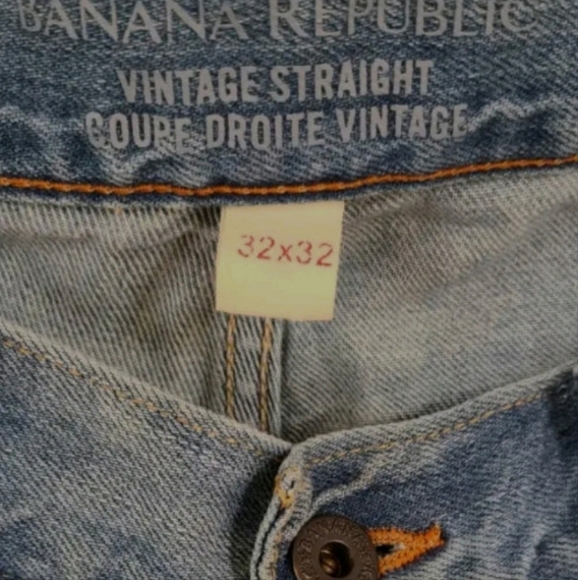 BANANA REPUBLIC
VINTAGE STRAIGHT
COUPE DROITE VINTAGE
32x32